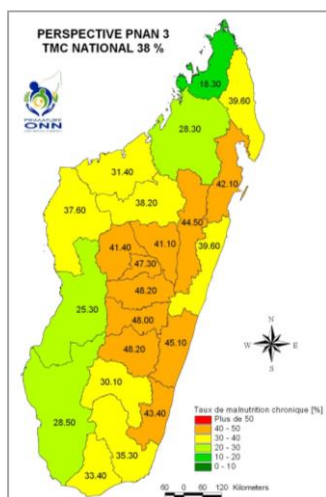 PERSPECTIVE PNAN 3
TMC NATIONAL 38 %
PRIMATURE
ONN
18.30
39.60
28.30
42.10
31.40
38.20
44.50
37.60
41.40
41.10
39.60
47.30
48.20
25.30
48.00
45.10
48.20
30.10
43.40
28.50
35.30
33.40
N
W
E
S
Taux de malnutrition chronique [%]
Plus de 50
40 - 50
30 - 40
20 - 30
10 - 20
0 - 10
60 0 60 120 Kilometers